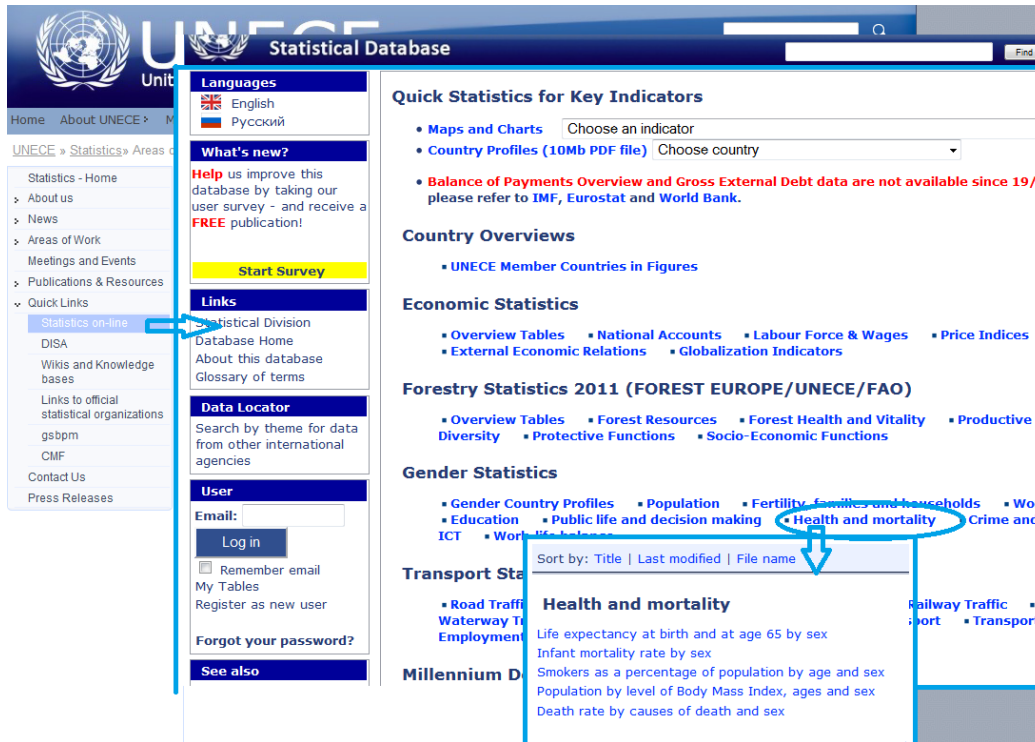 UNECE
Unit
Home About UNECE M
UNECE » Statistics» Areas
Statistics - Home
About us
News
Areas of Work
Meetings and Events
Publications & Resources
Quick Links
Statistics on-line
DISA
Wikis and Knowledge
bases
Links to official
statistical organizations
gsbpm
CMF
Contact Us
Press Releases
Statistical Database
Find
Languages
English
Русский
What's new?
Help us improve this
database by taking our
user survey - and receive a
FREE publication!
Start Survey
Links
Statistical Division
Database Home
About this database
Glossary of terms
Data Locator
Search by theme for data
from other international
agencies
User
Email:
Log in
Remember email
My Tables
Register as new user
Forgot your password?
See also
Quick Statistics for Key Indicators
• Maps and Charts Choose an indicator
• Country Profiles (10Mb PDF file) Choose country
• Balance of Payments Overview and Gross External Debt data are not available since 19/
please refer to IMF, Eurostat and World Bank.
Country Overviews
▪ UNECE Member Countries in Figures
Economic Statistics
▪ Overview Tables ▪ National Accounts ▪ Labour Force & Wages ▪ Price Indices
▪ External Economic Relations ▪ Globalization Indicators
Forestry Statistics 2011 (FOREST EUROPE/UNECE/FAO)
▪ Overview Tables ▪ Forest Resources ▪ Forest Health and Vitality ▪ Productive
Diversity ▪ Protective Functions ▪ Socio-Economic Functions
Gender Statistics
▪ Gender Country Profiles ▪ Population ▪ Fertility, families and households ▪ Wo
▪ Education ▪ Public life and decision making ▪ Health and mortality ▪ Crime and
ICT ▪ Work-life balance
Transport Sta
▪ Road Traffi Railway Traffic ▪
Waterway Tr sport ▪ Transpor
Employment
Millennium D
Sort by: Title | Last modified | File name
Health and mortality
Life expectancy at birth and at age 65 by sex
Infant mortality rate by sex
Smokers as a percentage of population by age and sex
Population by level of Body Mass Index, ages and sex
Death rate by causes of death and sex